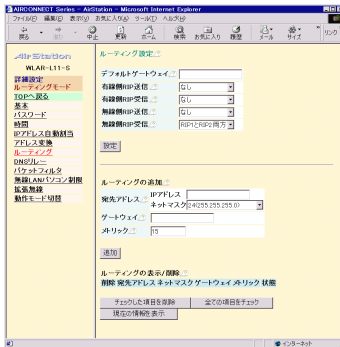 AIRCONNECT Series - AirStation - Microsoft Internet Explorer
ファイル(F) 編集(E) 表示(V) お気に入り(A) ツール(T) ヘルプ(H)
戻る 進む 中止 更新 ホーム 検索 お気に入り 履歴 メール サイズ リンク
AirStation
WLAR-L11-S
詳細設定
ルーティングモード
TOPへ戻る
基本
パスワード
時間
IPアドレス自動割当
アドレス変換
ルーティング
DNSリレー
パケットフィルタ
無線LANパソコン制限
拡張無線
動作モード切替
ルーティング設定
デフォルトゲートウェイ
有線側RIP送信 なし
有線側RIP受信 なし
無線側RIP送信 なし
無線側RIP受信 RIP1とRIP2両方
設定
ルーティングの追加
宛先アドレス IPアドレス
ネットマスク 24(255.255.255.0)
ゲートウェイ
メトリック 15
追加
ルーティングの表示/削除
削除 宛先アドレス ネットマスク ゲートウェイ メトリック 状態
チェックした項目を削除 全ての項目をチェック
現在の情報を表示
インターネット